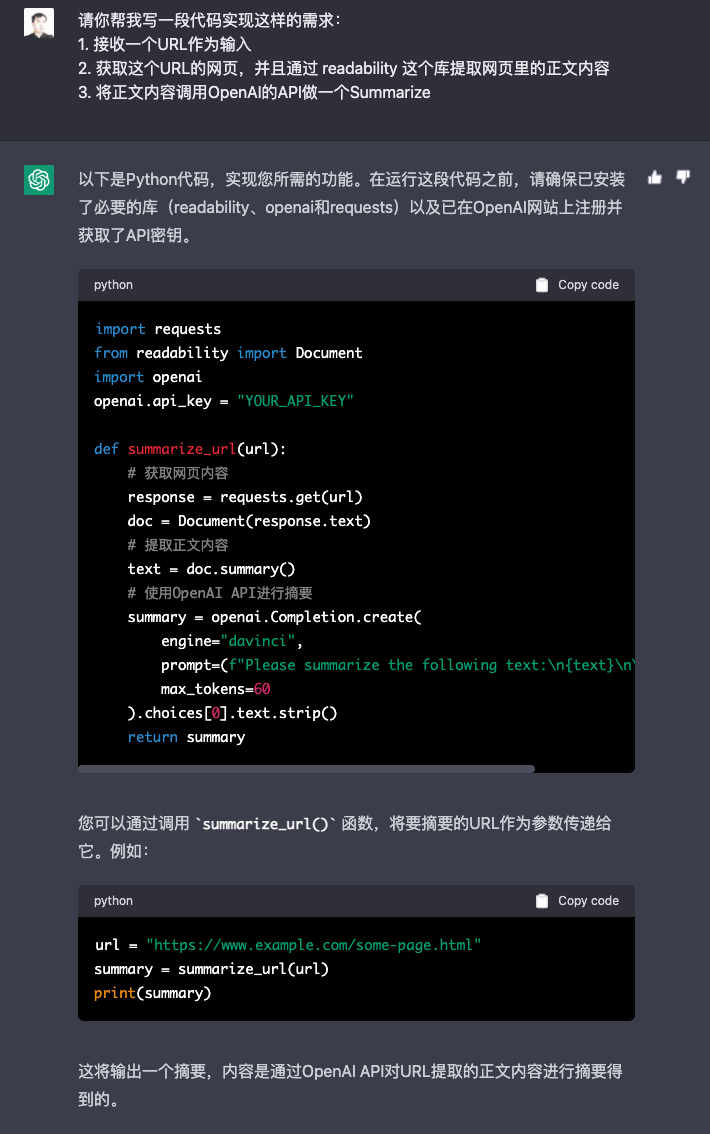 请你帮我写一段代码实现这样的需求：
1. 接收一个URL作为输入
2. 获取这个URL的网页，并且通过 readability 这个库提取网页里的正文内容
3. 将正文内容调用OpenAI的API做一个Summarize
以下是Python代码，实现您所需的功能。在运行这段代码之前，请确保已安装
了必要的库（readability、openai和requests）以及已在OpenAI网站上注册并
获取了API密钥。
python Copy code
import requests
from readability import Document
import openai
openai.api_key = "YOUR_API_KEY"
def summarize_url(url):
    # 获取网页内容
    response = requests.get(url)
    doc = Document(response.text)
    # 提取正文内容
    text = doc.summary()
    # 使用OpenAI API进行摘要
    summary = openai.Completion.create(
        engine="davinci",
        prompt=(f"Please summarize the following text:\n{text}\n\
        max_tokens=60
    ).choices[0].text.strip()
    return summary
您可以通过调用 `summarize_url()` 函数，将要摘要的URL作为参数传递给
它。例如：
python Copy code
url = "https://www.example.com/some-page.html"
summary = summarize_url(url)
print(summary)
这将输出一个摘要，内容是通过OpenAI API对URL提取的正文内容进行摘要得
到的。